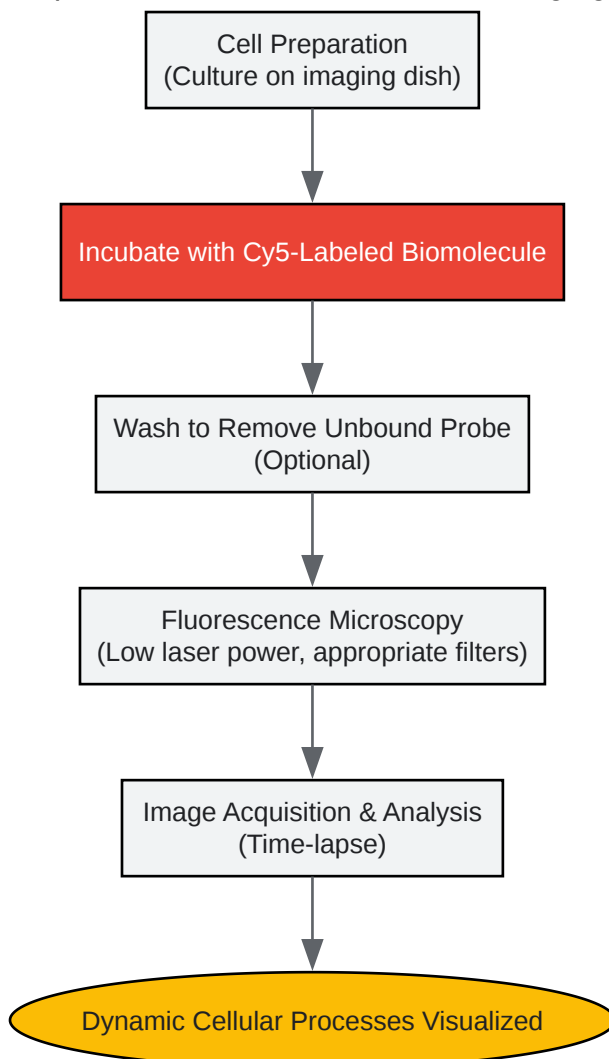 Cell Preparation
(Culture on imaging dish)
Incubate with Cy5-Labeled Biomolecule
Wash to Remove Unbound Probe
(Optional)
Fluorescence Microscopy
(Low laser power, appropriate filters)
Image Acquisition & Analysis
(Time-lapse)
Dynamic Cellular Processes Visualized